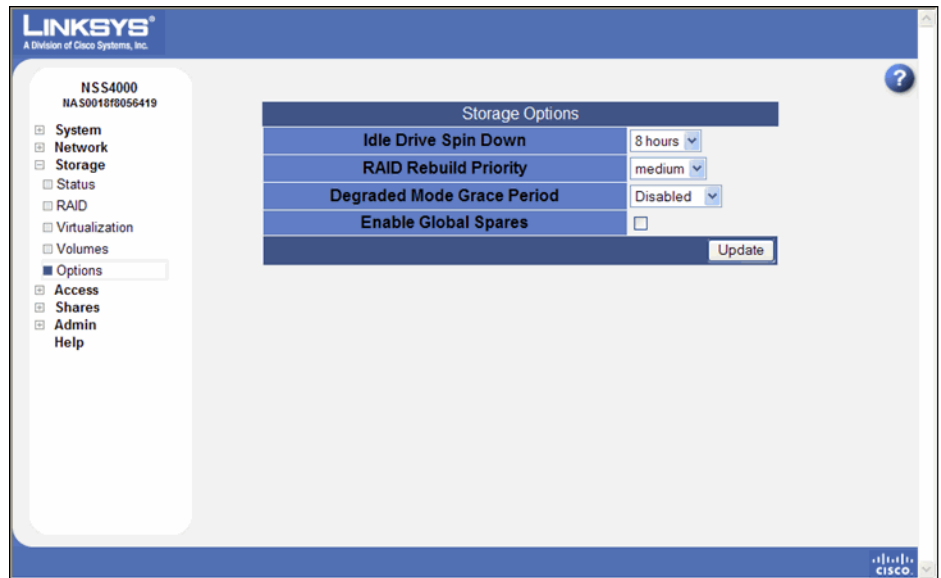 LINKSYS®
A Division of Cisco Systems, Inc.
NSS4000
NAS0018f8056419
System
Network
Storage
Status
RAID
Virtualization
Volumes
Options
Access
Shares
Admin
Help
?
Storage Options
Idle Drive Spin Down 8 hours
RAID Rebuild Priority medium
Degraded Mode Grace Period Disabled
Enable Global Spares
Update
CISCO.